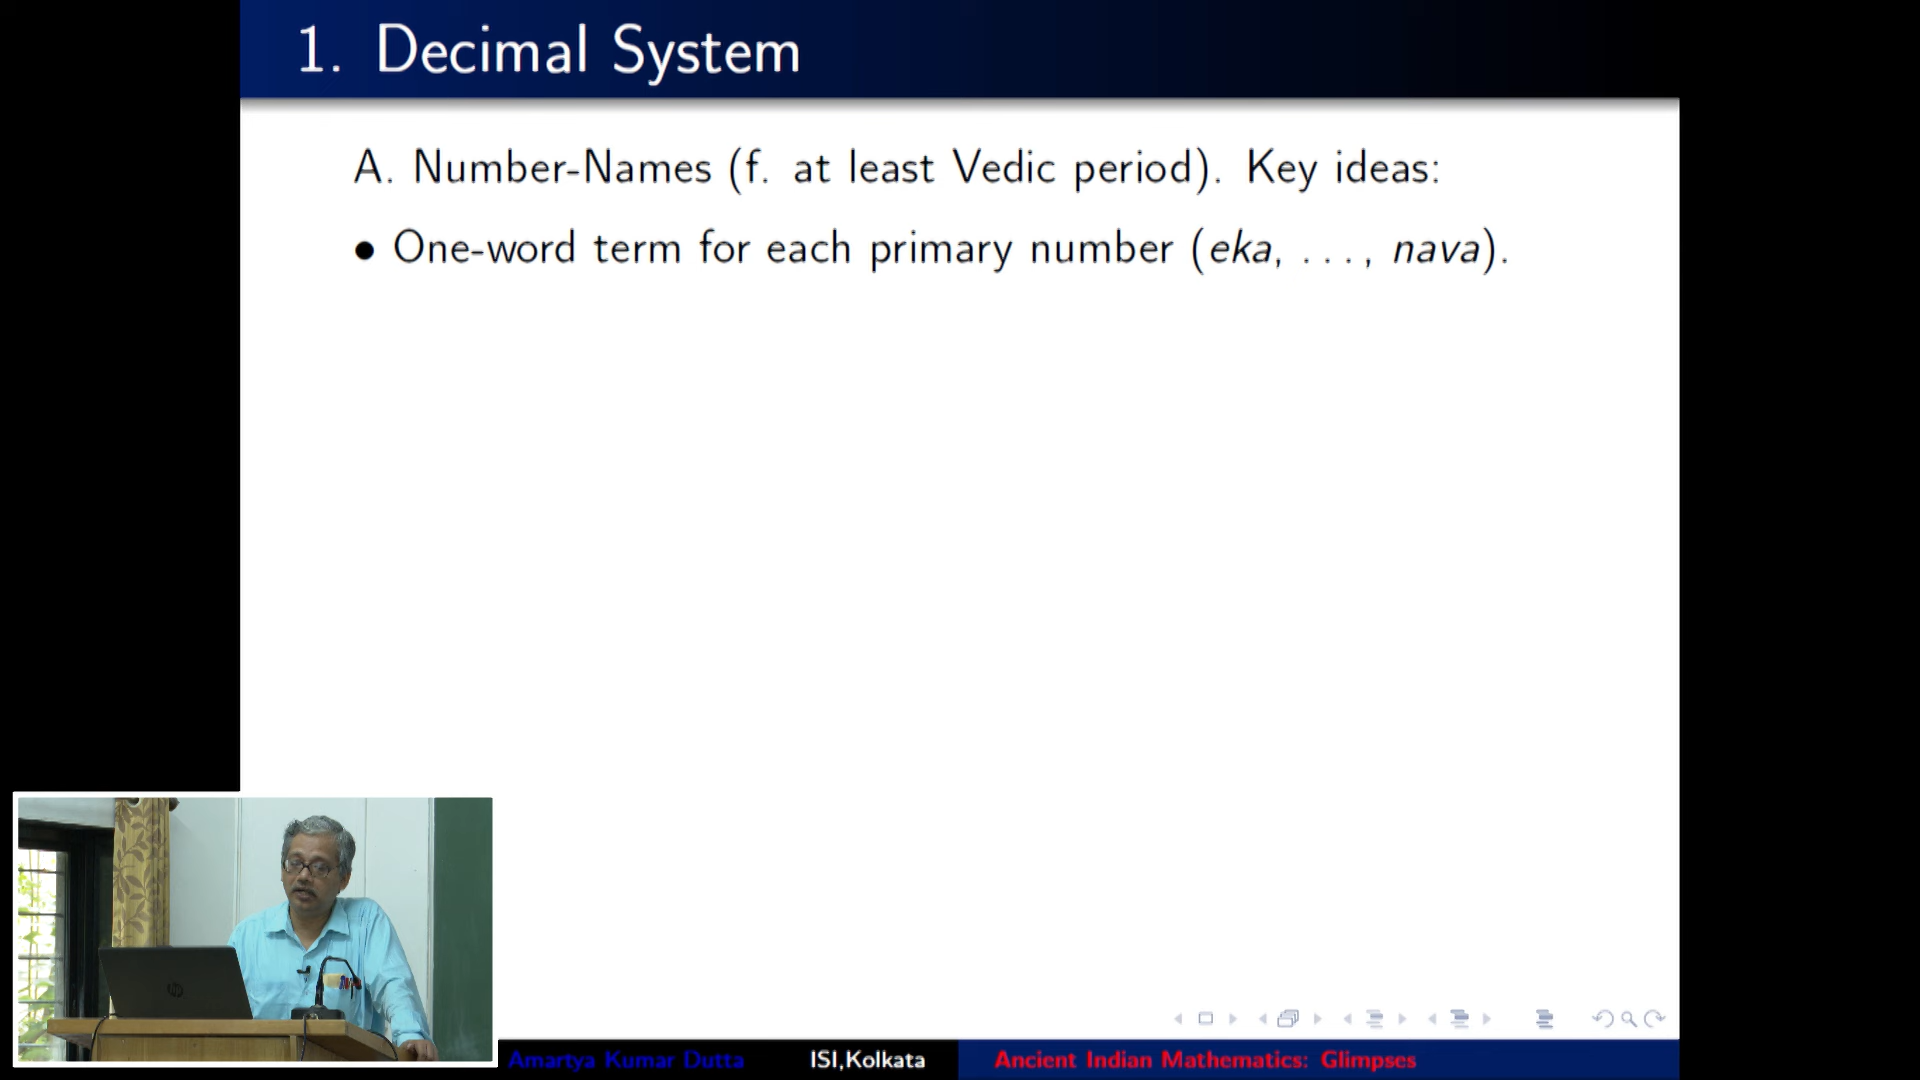 1. Decimal System
A. Number-Names (f. at least Vedic period). Key ideas:
• One-word term for each primary number (eka, ..., nava).
Amartya Kumar Dutta ISI,Kolkata Ancient Indian Mathematics: Glimpses